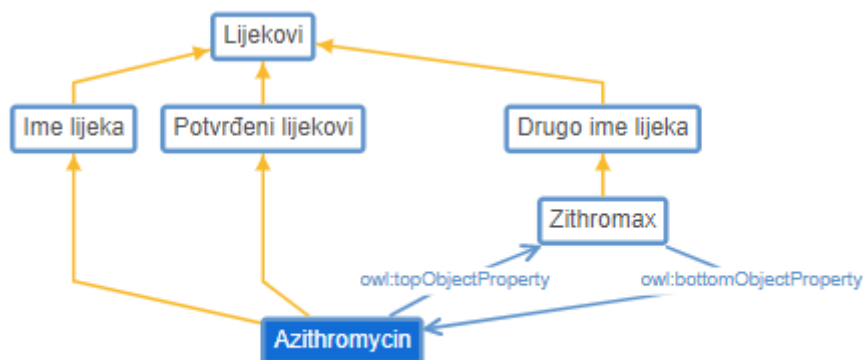 Lijekovi
Ime lijeka
Potvrđeni lijekovi
Drugo ime lijeka
Zithromax
owl:topObjectProperty
owl:bottomObjectProperty
Azithromycin